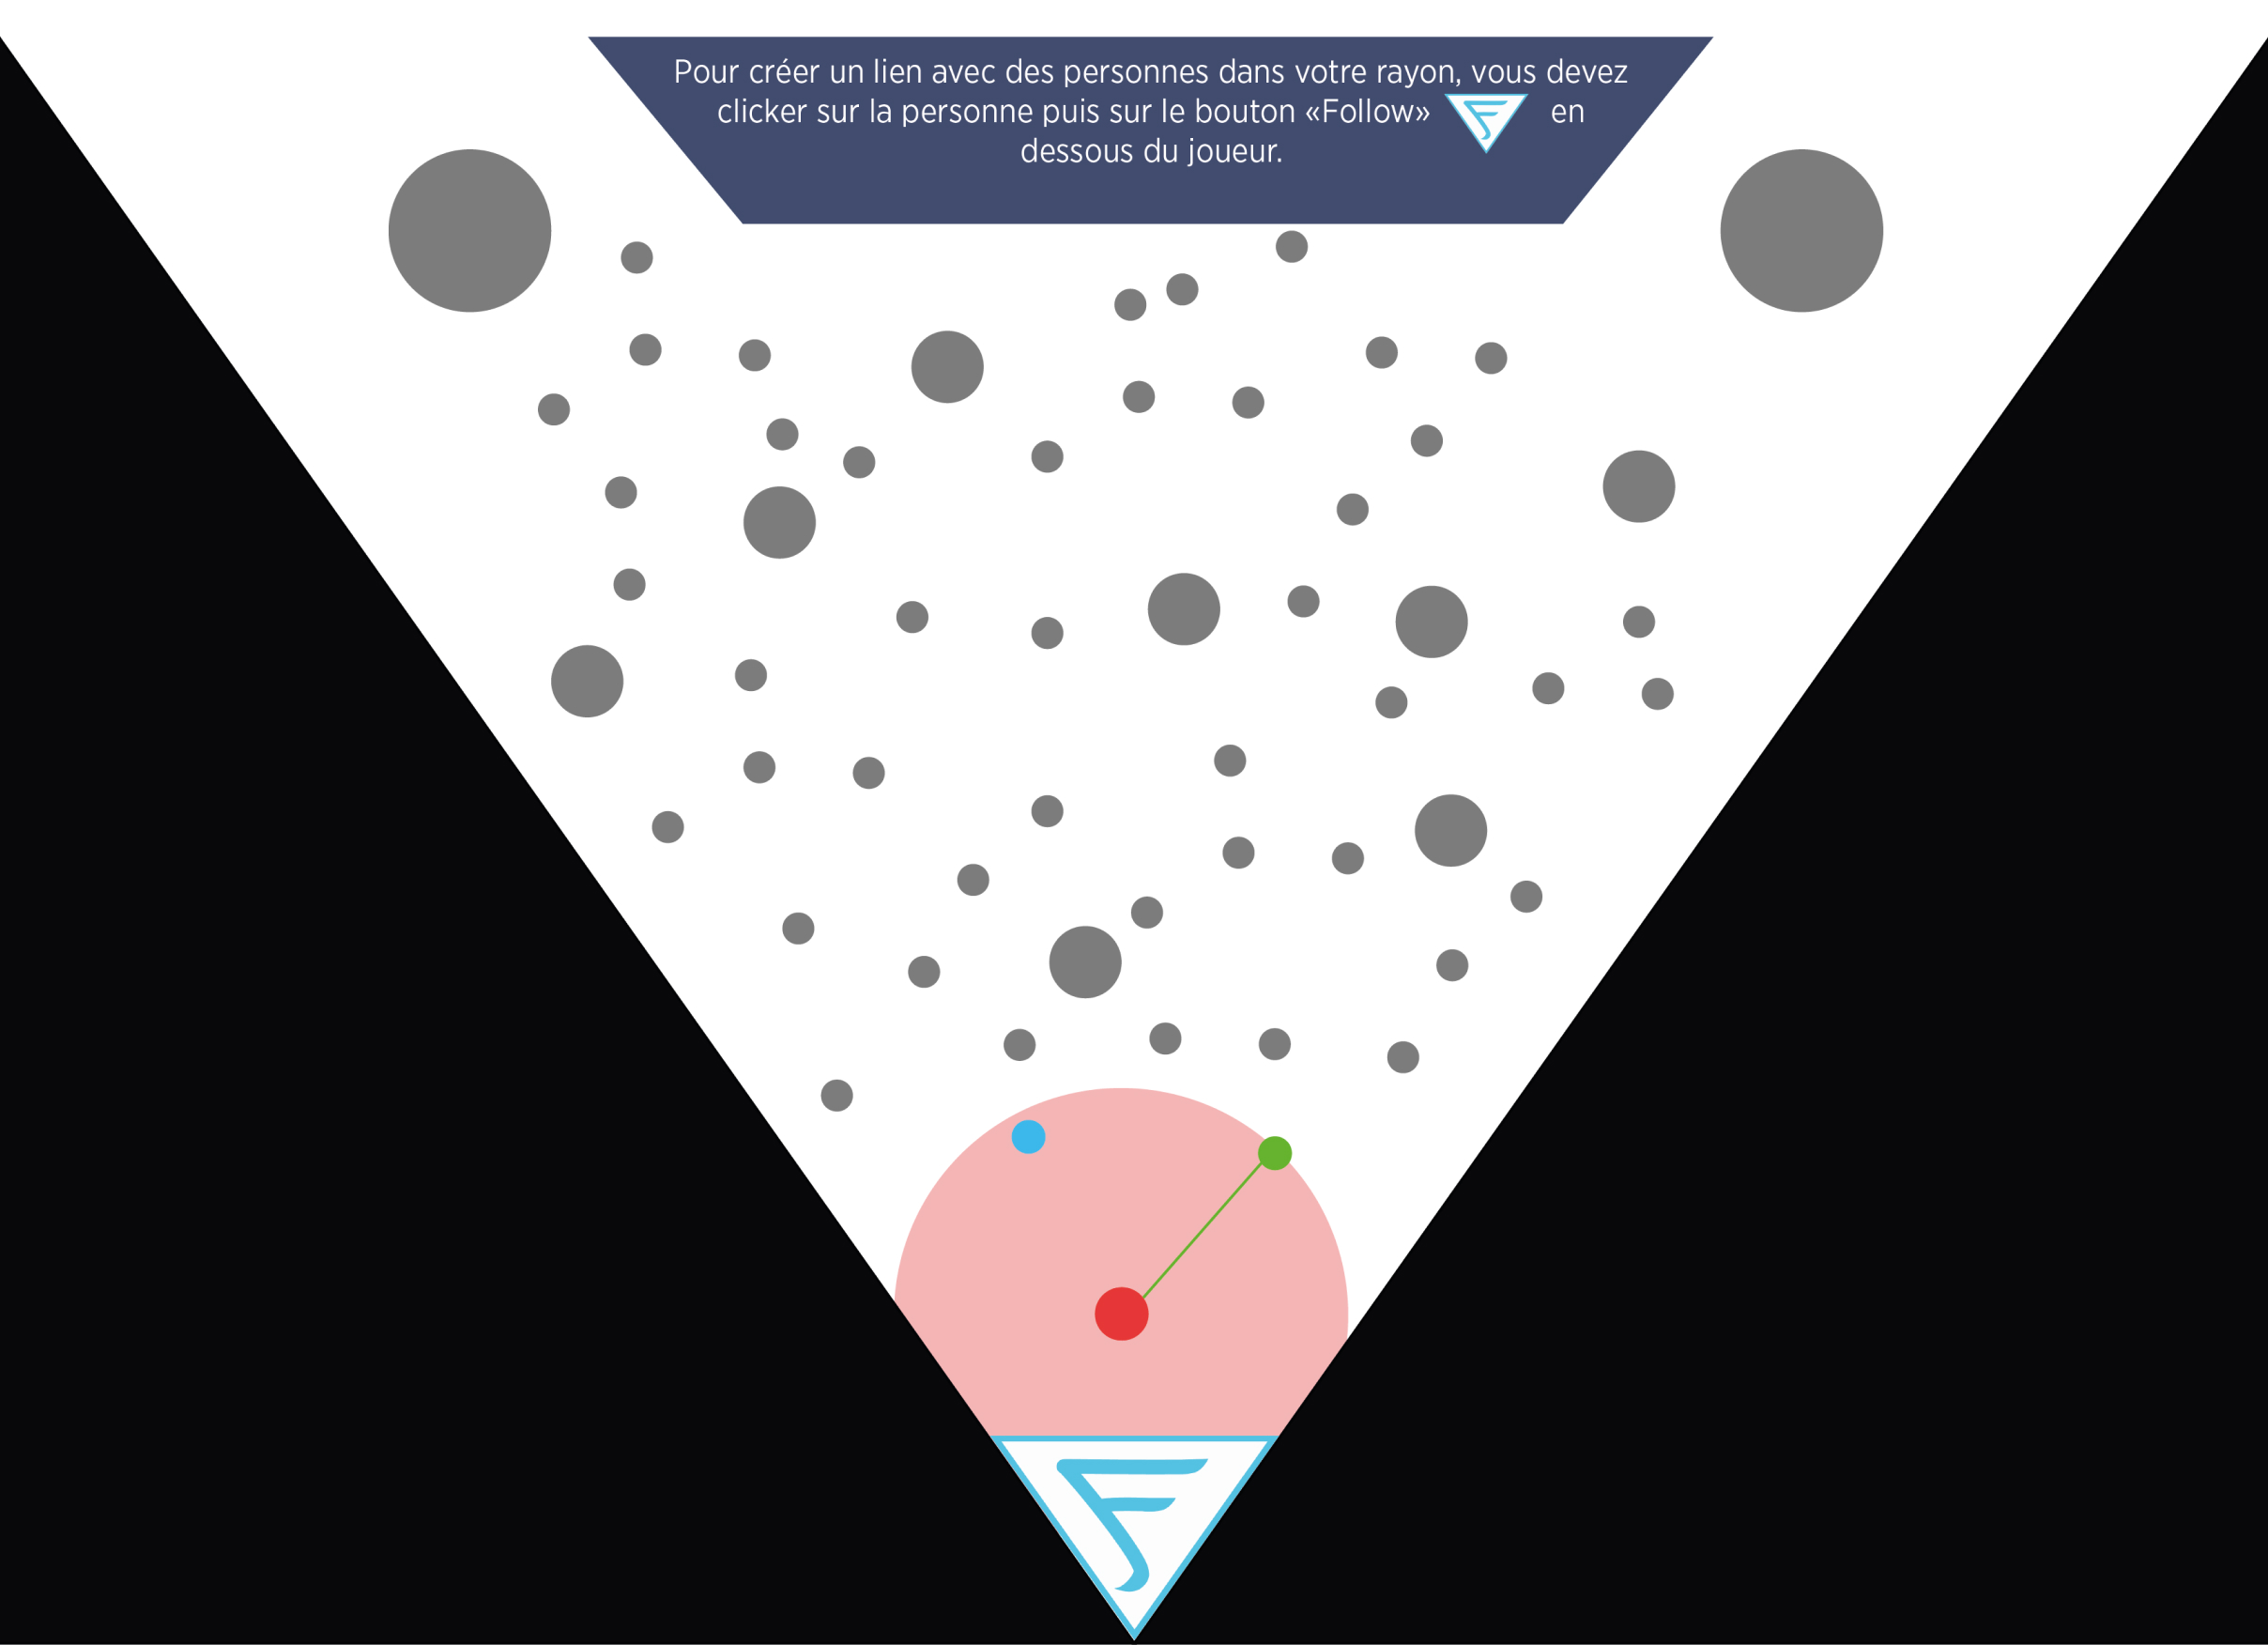 Pour créer un lien avec des personnes dans votre rayon, vous devez
clicker sur la personne puis sur le bouton «Follow» en
dessous du joueur.